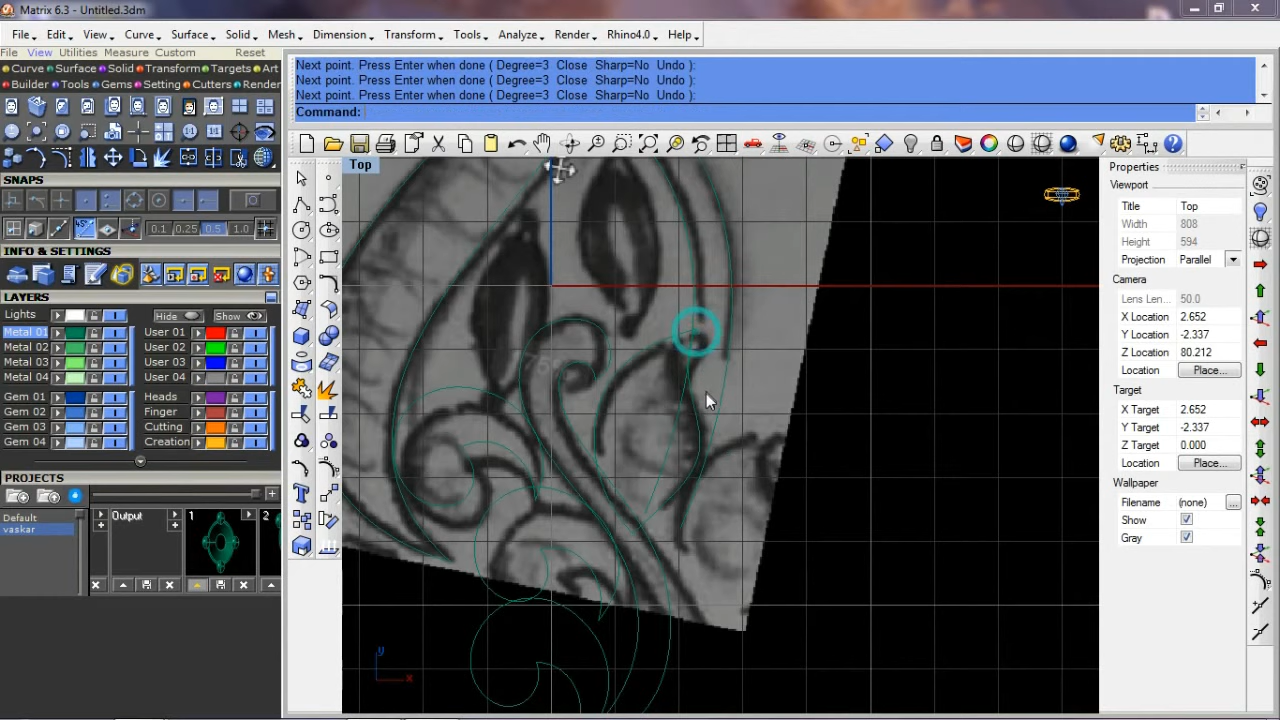 Matrix 6.3 - Untitled.3dm
File Edit View Curve Surface Solid Mesh Dimension Transform Tools Analyze Render Rhino4.0 Help
File View Utilities Measure Custom Reset
Curve Surface Solid Transform Targets Art
Builder Tools Gems Setting Cutters Render
Next point. Press Enter when done ( Degree=3 Close Sharp=No Undo ):
Next point. Press Enter when done ( Degree=3 Close Sharp=No Undo ):
Next point. Press Enter when done ( Degree=3 Close Sharp=No Undo ):
Command:
SNAPS
45°
0.1 0.25 0.5 1.0
INFO & SETTINGS
LAYERS
Lights Hide Show
Metal 01 User 01
Metal 02 User 02
Metal 03 User 03
Metal 04 User 04
Gem 01 Heads
Gem 02 Finger
Gem 03 Cutting
Gem 04 Creation
PROJECTS
Default
vaskar
Output
1
2
Top
y
x
Properties
Viewport
Title Top
Width 808
Height 594
Projection Parallel
Camera
Lens Len... 50.0
X Location 2.652
Y Location -2.337
Z Location 80.212
Location Place...
Target
X Target 2.652
Y Target -2.337
Z Target 0.000
Location Place...
Wallpaper
Filename (none) ...
Show
Gray